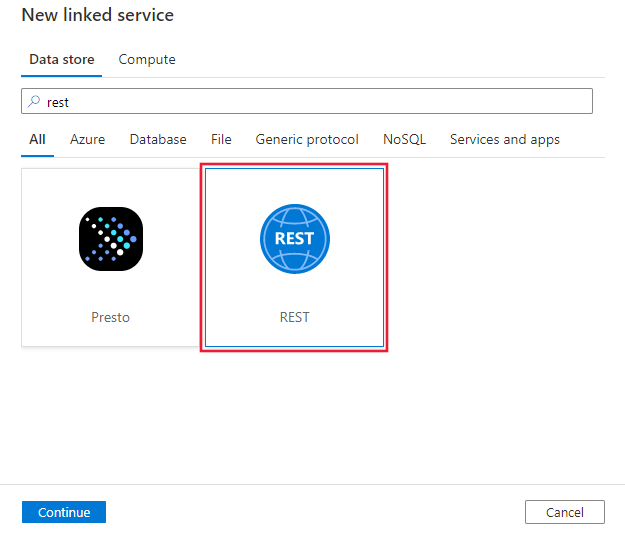 New linked service
Data store Compute
rest
All Azure Database File Generic protocol NoSQL Services and apps
REST
Presto REST
Continue Cancel